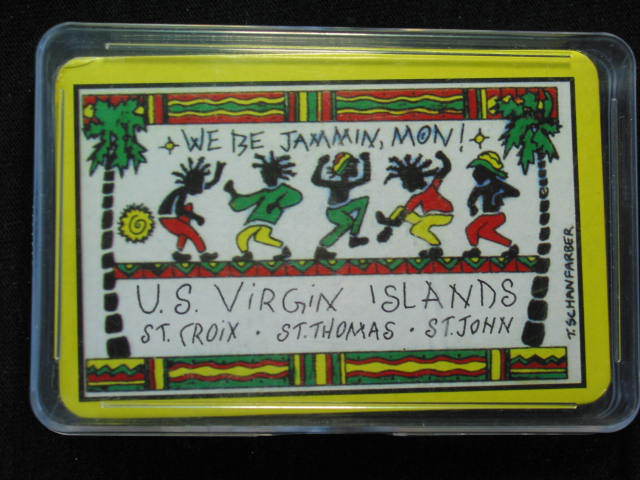 WE BE JAMMIN, MON!
U.S. VIRGIN ISLANDS
ST. CROIX · ST. THOMAS · ST. JOHN
T. SCHANFARBER